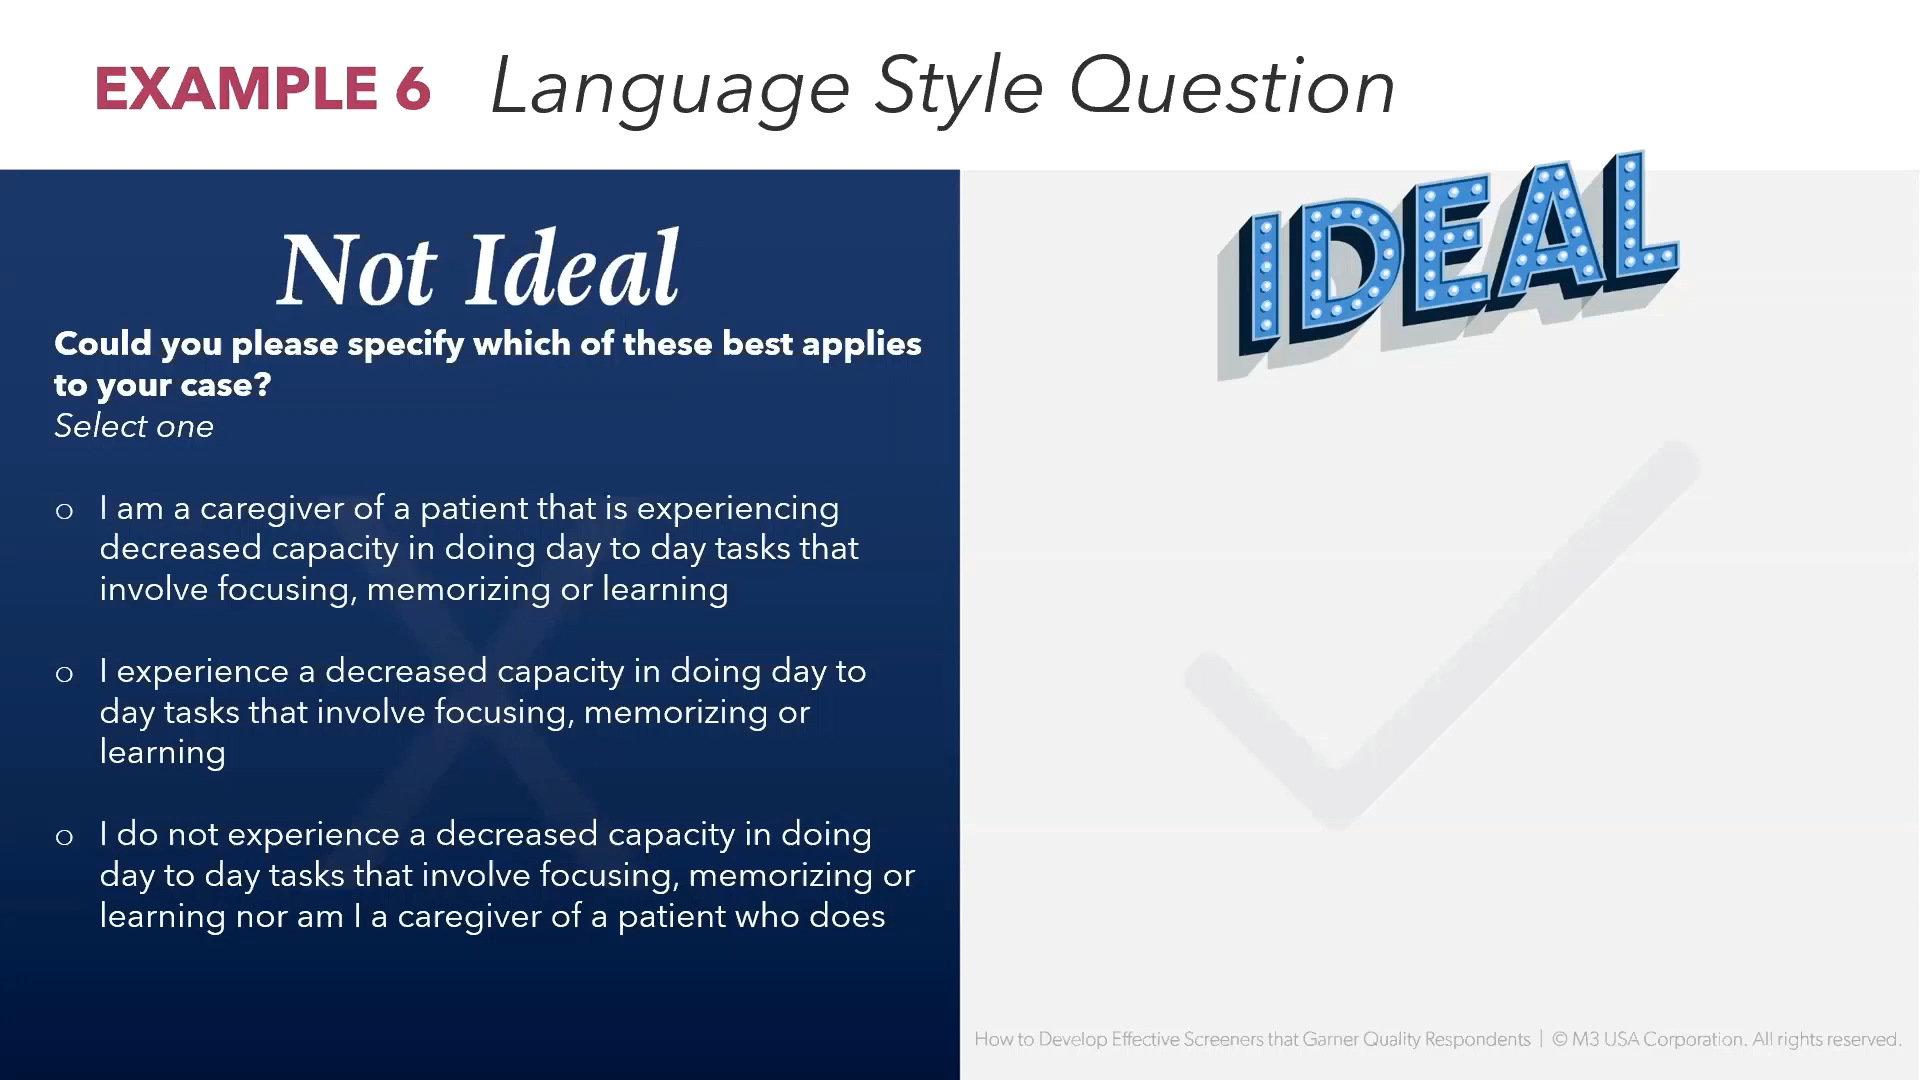 EXAMPLE 6 Language Style Question
Not Ideal
Could you please specify which of these best applies
to your case?
Select one
o I am a caregiver of a patient that is experiencing
decreased capacity in doing day to day tasks that
involve focusing, memorizing or learning
o I experience a decreased capacity in doing day to
day tasks that involve focusing, memorizing or
learning
o I do not experience a decreased capacity in doing
day to day tasks that involve focusing, memorizing or
learning nor am I a caregiver of a patient who does
IDEAL
How to Develop Effective Screeners that Garner Quality Respondents | © M3 USA Corporation. All rights reserved.